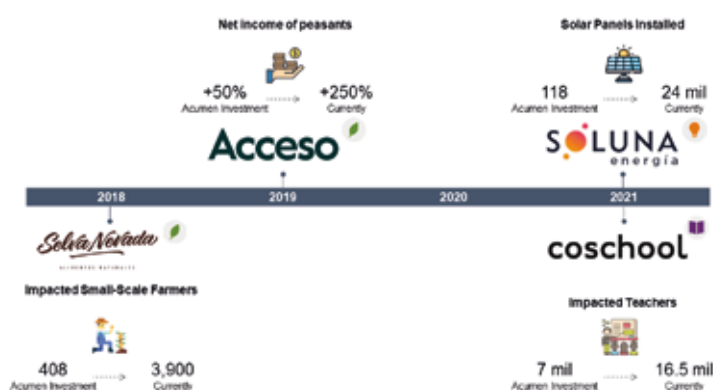 Net Income of peasants
+50%
Acumen Investment
+250%
Currently
Acceso
Solar Panels Installed
118
Acumen Investment
24 mil
Currently
SOLUNA
energía
2018
2019
2020
2021
Selva Nevada
ALIMENTOS NATURALES
Impacted Small-Scale Farmers
408
Acumen Investment
3,900
Currently
coschool
Impacted Teachers
7 mil
Acumen Investment
16.5 mil
Currently